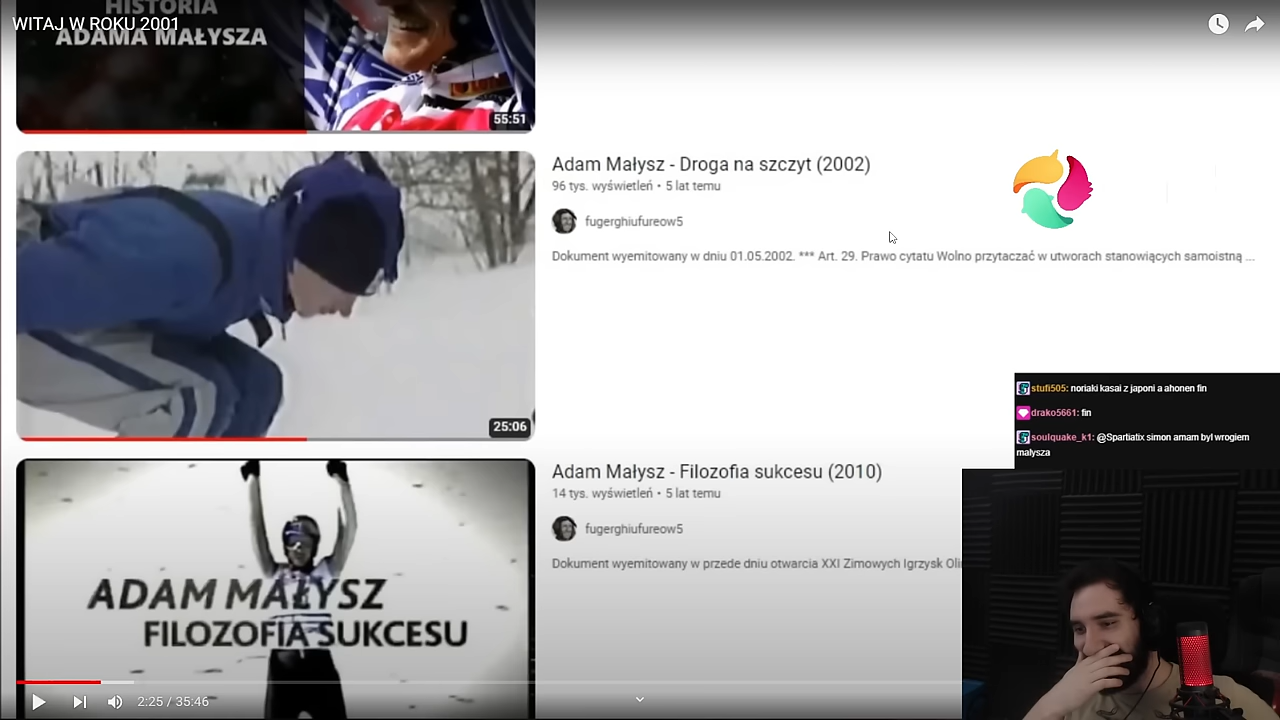 WITAJ W ROKU 2001
HISTORIA
ADAMA MAŁYSZA
55:51
Adam Małysz - Droga na szczyt (2002)
96 tys. wyświetleń • 5 lat temu
fugerghiufureow5
Dokument wyemitowany w dniu 01.05.2002. *** Art. 29. Prawo cytatu Wolno przytaczać w utworach stanowiących samoistną ...
25:06
stufi505: noriaki kasai z japoni a ahonen fin
drako5661: fin
soulquake_k1: @Spartiatix simon amam byl wrogiem
malysza
Adam Małysz - Filozofia sukcesu (2010)
14 tys. wyświetleń • 5 lat temu
fugerghiufureow5
Dokument wyemitowany w przede dniu otwarcia XXI Zimowych Igrzysk Oli
ADAM MAŁYSZ
FILOZOFIA SUKCESU
2:25 / 35:46